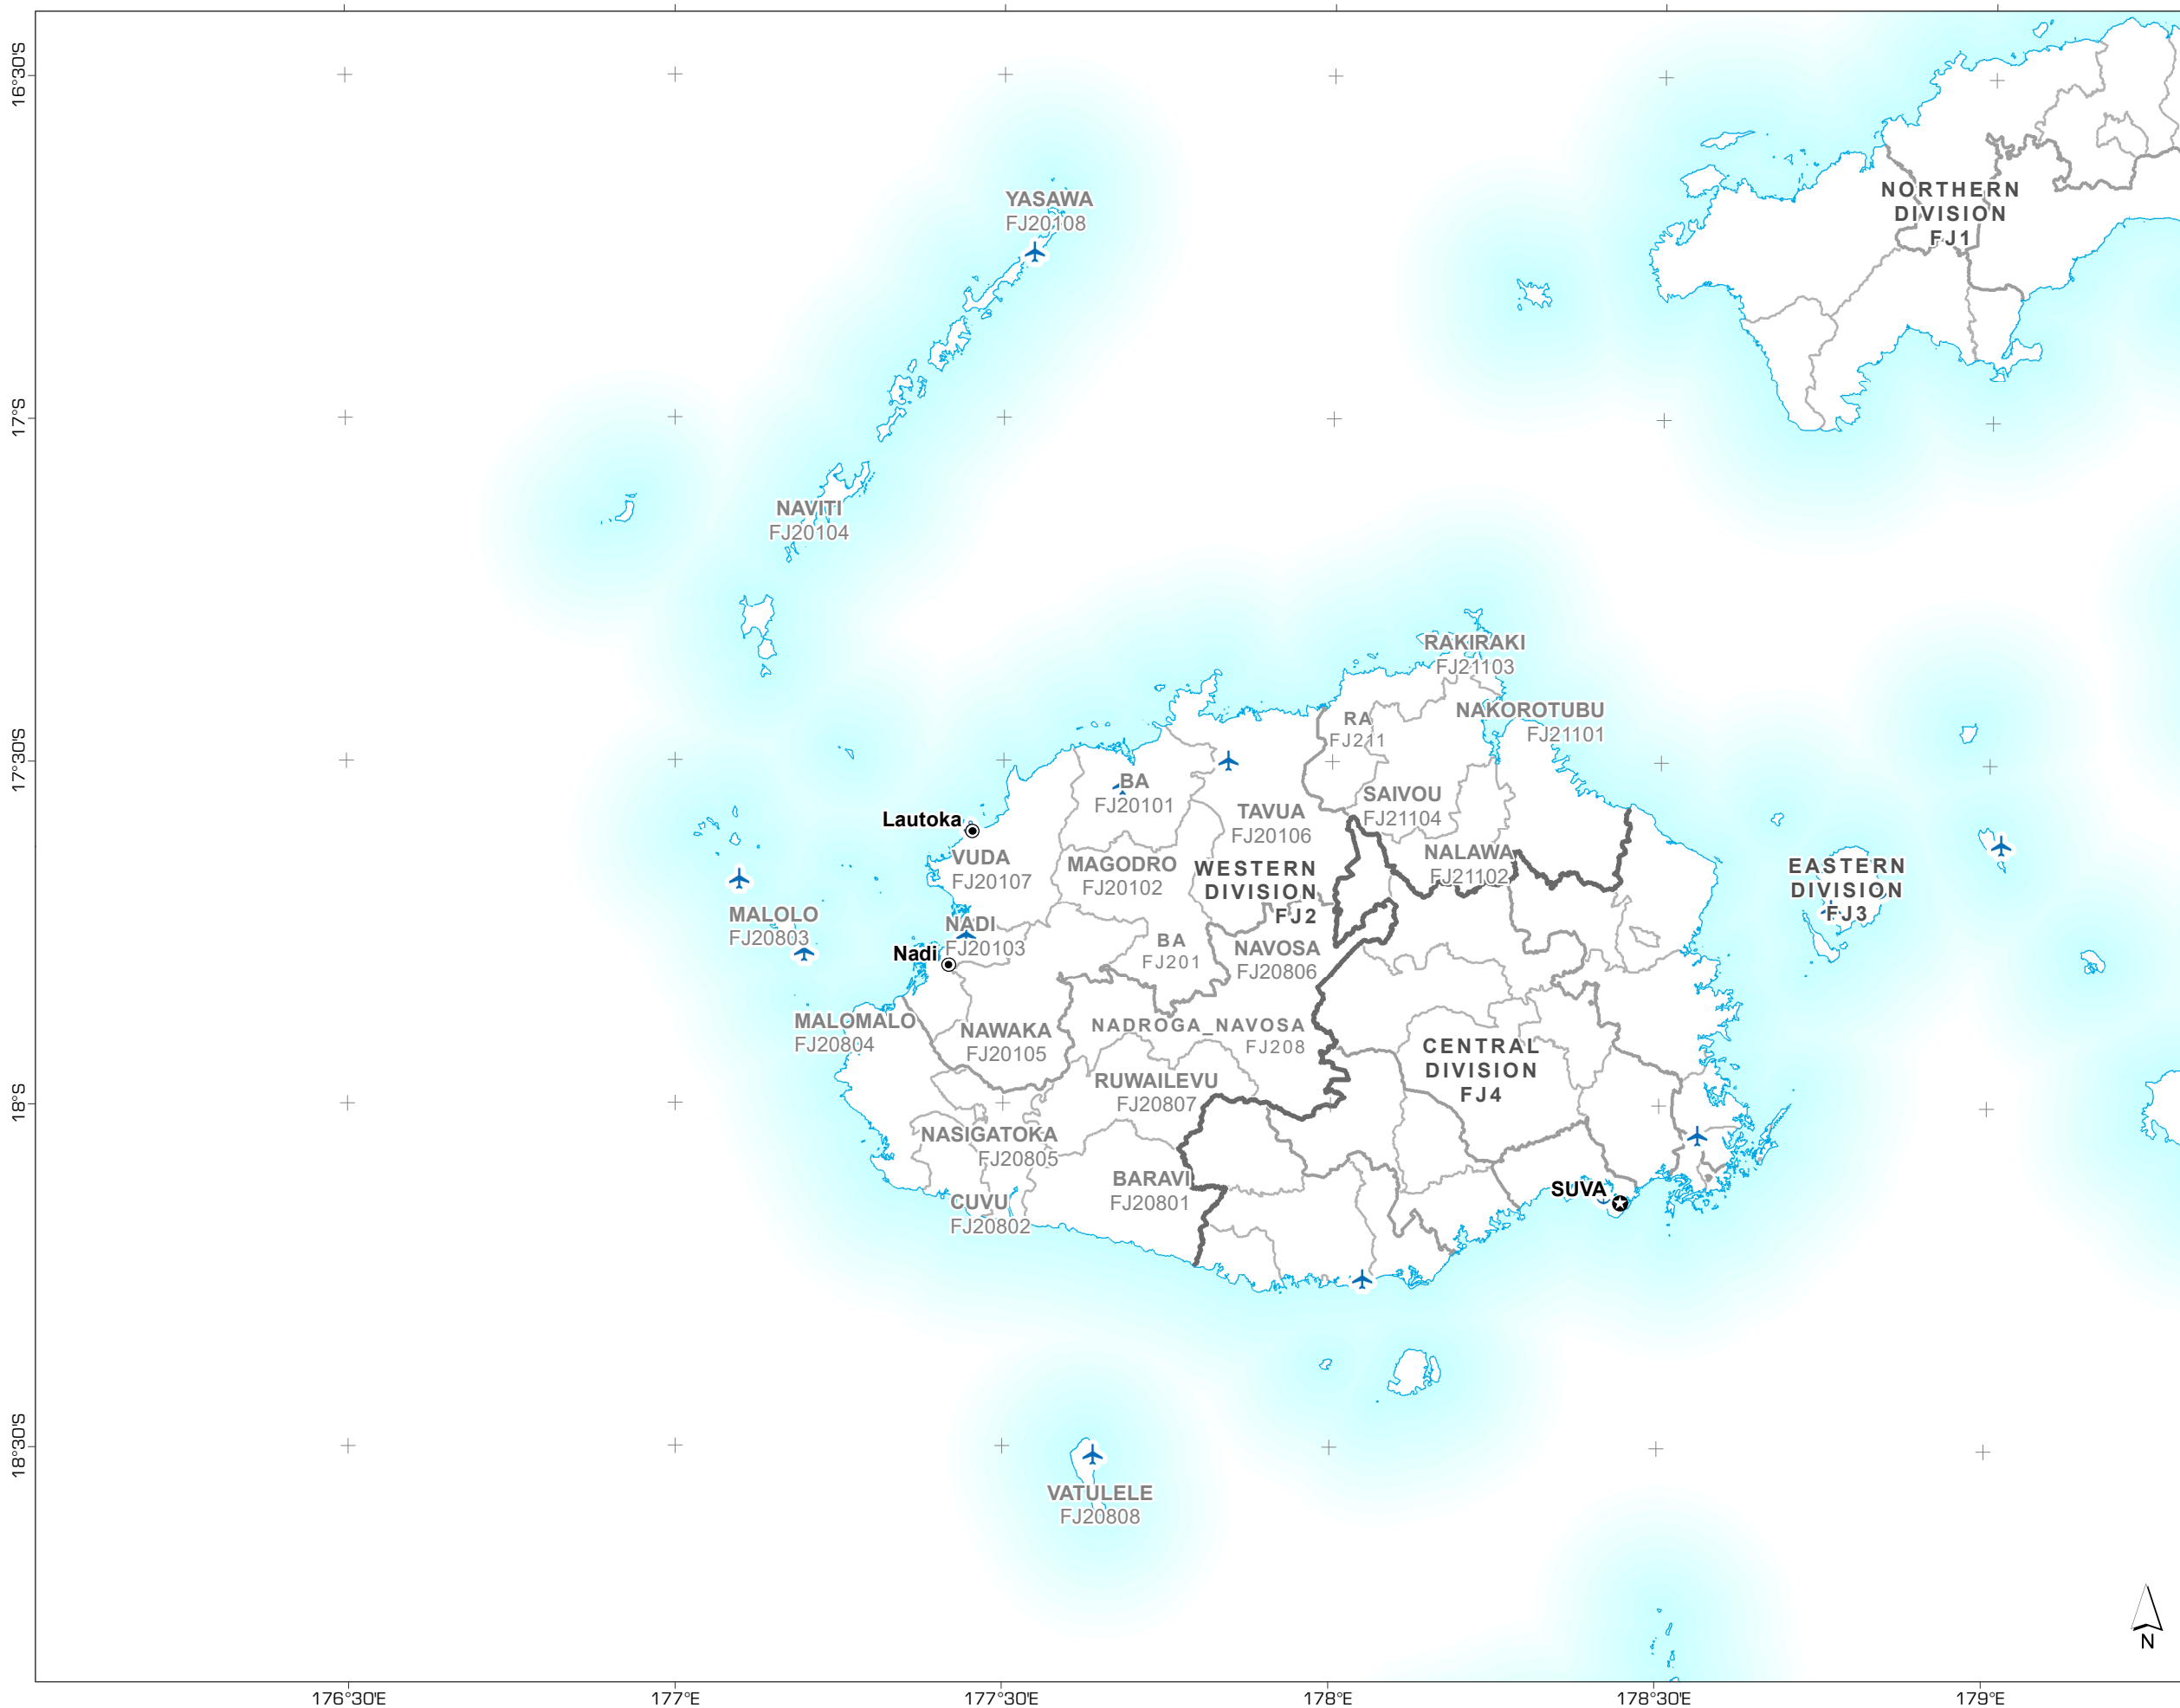 16°30'S
17°S
17°30'S
18°S
18°30'S
NORTHERN
DIVISION
FJ1
YASAWA
FJ20108
NAVITI
FJ20104
RAKIRAKI
FJ21103
RA
FJ211
NAKOROTUBU
FJ21101
BA
FJ20101
TAVUA
FJ20106
SAIVOU
FJ21104
Lautoka
VUDA
FJ20107
MAGODRO
FJ20102
WESTERN
DIVISION
FJ2
NALAWA
FJ21102
EASTERN
DIVISION
FJ3
MALOLO
FJ20803
NADI
FJ20103
Nadi
BA
FJ201
NAVOSA
FJ20806
MALOMALO
FJ20804
NAWAKA
FJ20105
NADROGA_NAVOSA
FJ208
CENTRAL
DIVISION
FJ4
RUWAILEVU
FJ20807
NASIGATOKA
FJ20805
BARAVI
FJ20801
CUVU
FJ20802
SUVA
VATULELE
FJ20808
N
176°30'E
177°E
177°30'E
178°E
178°30'E
179°E